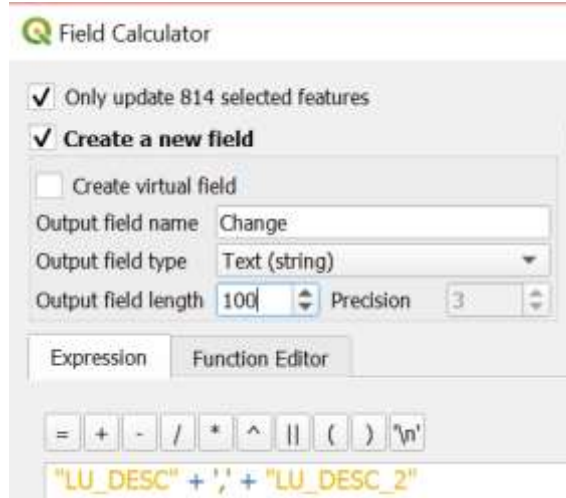 Field Calculator
Only update 814 selected features
Create a new field
Create virtual field
Output field name Change
Output field type Text (string)
Output field length 100 Precision 3
Expression Function Editor
= + - / * ^ || ( ) '\n'
"LU_DESC" + ',' + "LU_DESC_2"